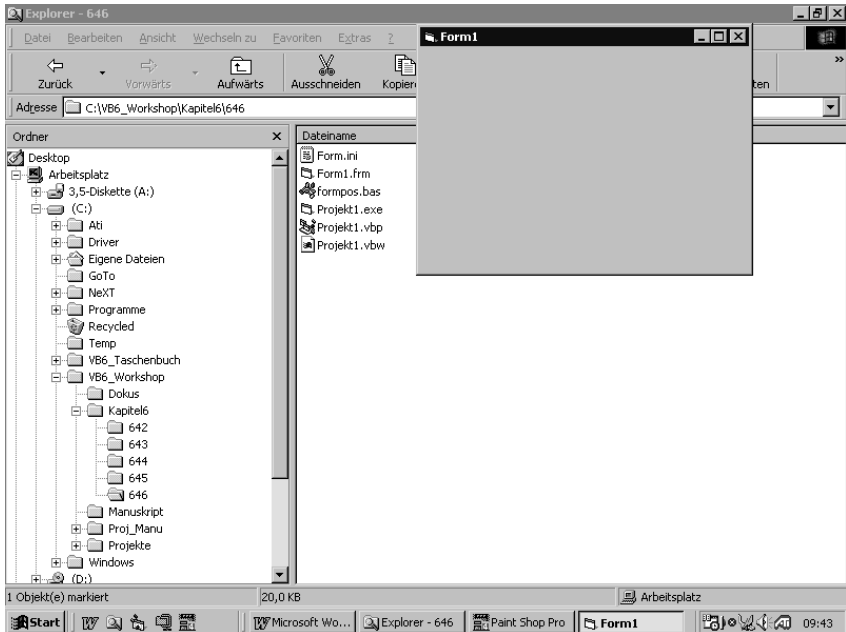 Explorer - 646
Form1
Datei Bearbeiten Ansicht Wechseln zu Favoriten Extras ?
Zurück Vorwärts Aufwärts Ausschneiden Kopier ten
Adresse C:\VB6_Workshop\Kapitel6\646
Ordner
Dateiname
Desktop
Arbeitsplatz
3,5-Diskette (A:)
(C:)
Ati
Driver
Eigene Dateien
GoTo
NeXT
Programme
Recycled
Temp
VB6_Taschenbuch
VB6_Workshop
Dokus
Kapitel6
642
643
644
645
646
Manuskript
Proj_Manu
Projekte
Windows
(D:)
Form.ini
Form1.frm
formpos.bas
Projekt1.exe
Projekt1.vbp
Projekt1.vbw
1 Objekt(e) markiert 20,0 KB Arbeitsplatz
Start Microsoft Wo... Explorer - 646 Paint Shop Pro Form1 09:43